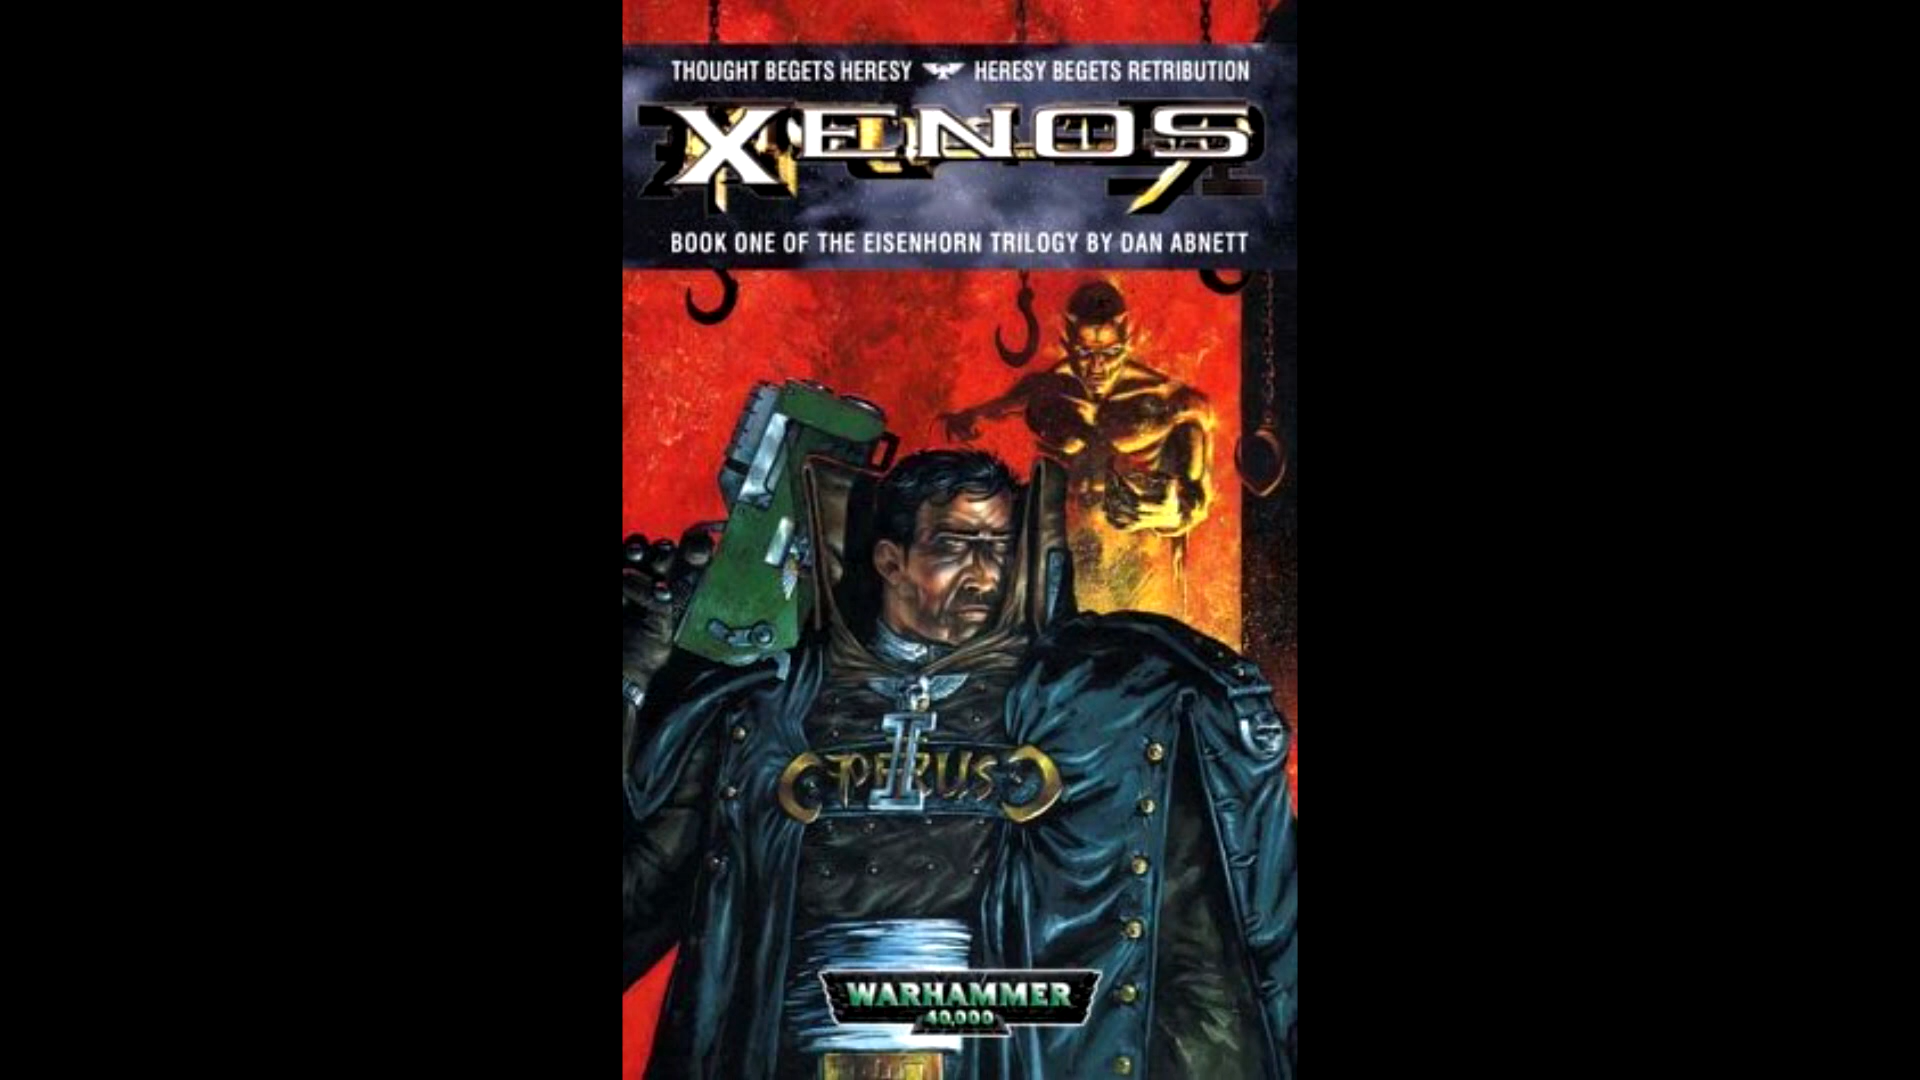 THOUGHT BEGETS HERESY HERESY BEGETS RETRIBUTION
XENOS
BOOK ONE OF THE EISENHORN TRILOGY BY DAN ABNETT
I
WARHAMMER
40,000